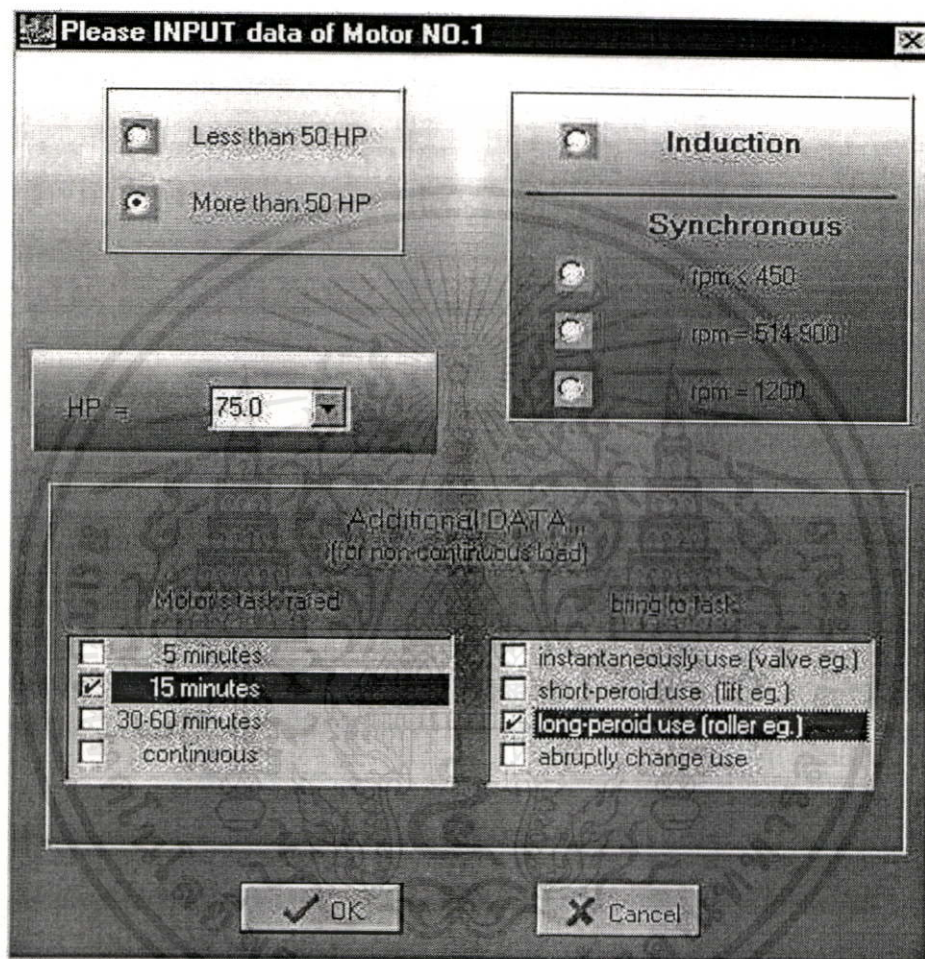 Please INPUT data of Motor NO.1
Less than 50 HP
More than 50 HP
Induction
Synchronous
rpm < 450
rpm = 514-900
rpm = 1200
HP =
75.0
Additional DATA...
(for non-continuous load)
Motor's task rated
bring to task
5 minutes
15 minutes
30-60 minutes
continuous
instantaneously use (valve eg.)
short-peroid use (lift eg.)
long-peroid use (roller eg.)
abruptly change use
OK
Cancel